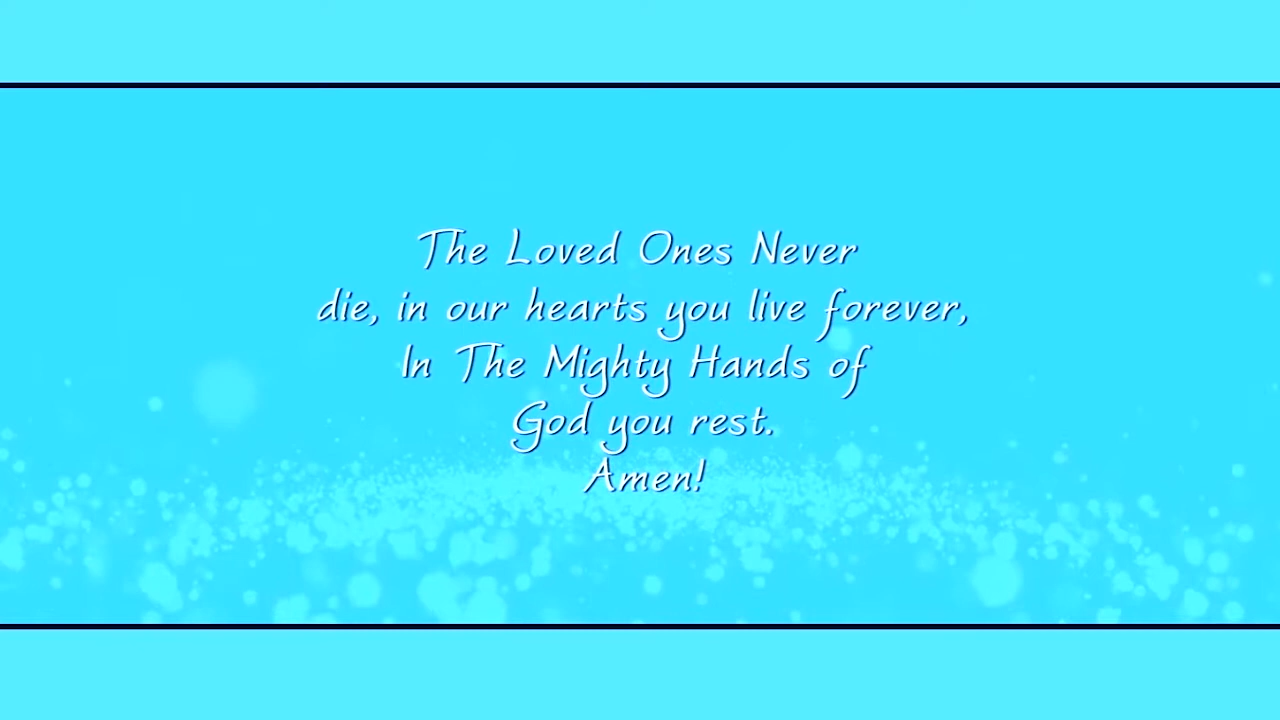 The Loved Ones Never
die, in our hearts you live forever,
In The Mighty Hands of
God you rest.
Amen!